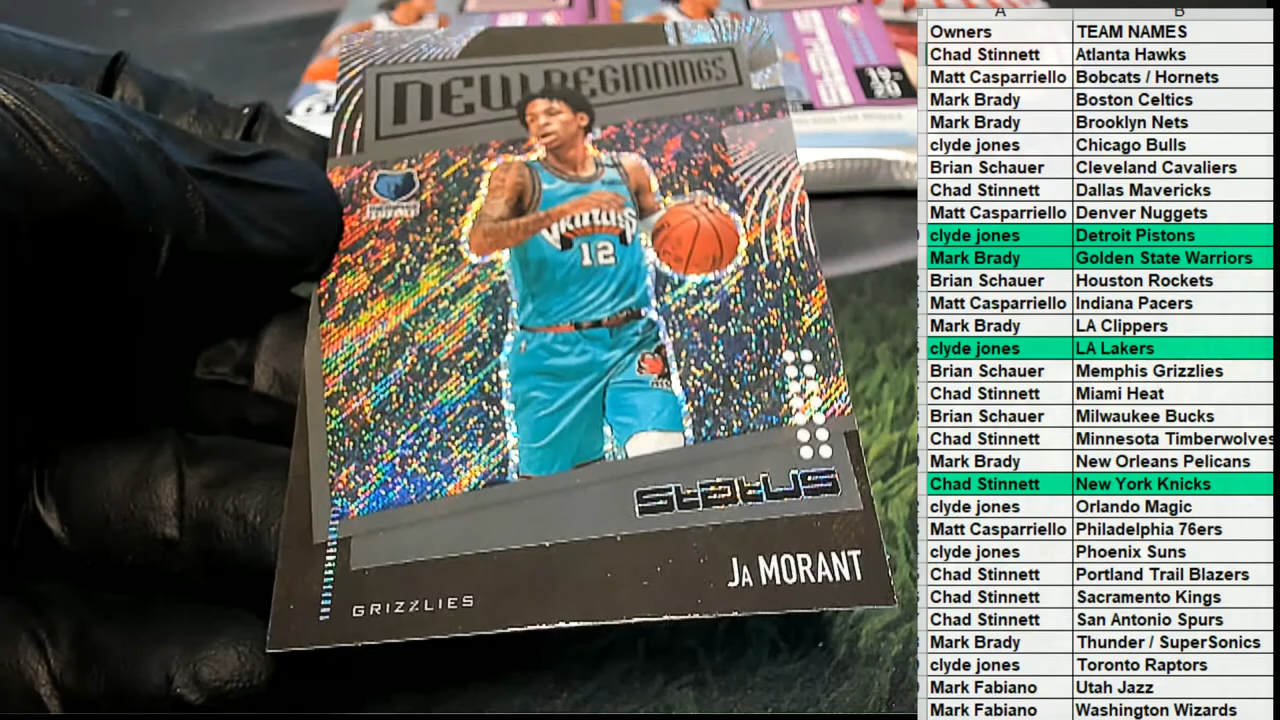 NEW BEGINNINGS
GRIZZLIES
12
STATUS
JA MORANT
GRIZZLIES
A B
Owners TEAM NAMES
Chad Stinnett Atlanta Hawks
Matt Casparriello Bobcats / Hornets
Mark Brady Boston Celtics
Mark Brady Brooklyn Nets
clyde jones Chicago Bulls
Brian Schauer Cleveland Cavaliers
Chad Stinnett Dallas Mavericks
Matt Casparriello Denver Nuggets
clyde jones Detroit Pistons
Mark Brady Golden State Warriors
Brian Schauer Houston Rockets
Matt Casparriello Indiana Pacers
Mark Brady LA Clippers
clyde jones LA Lakers
Brian Schauer Memphis Grizzlies
Chad Stinnett Miami Heat
Brian Schauer Milwaukee Bucks
Chad Stinnett Minnesota Timberwolves
Mark Brady New Orleans Pelicans
Chad Stinnett New York Knicks
clyde jones Orlando Magic
Matt Casparriello Philadelphia 76ers
clyde jones Phoenix Suns
Chad Stinnett Portland Trail Blazers
Chad Stinnett Sacramento Kings
Chad Stinnett San Antonio Spurs
Mark Brady Thunder / SuperSonics
clyde jones Toronto Raptors
Mark Fabiano Utah Jazz
Mark Fabiano Washington Wizards